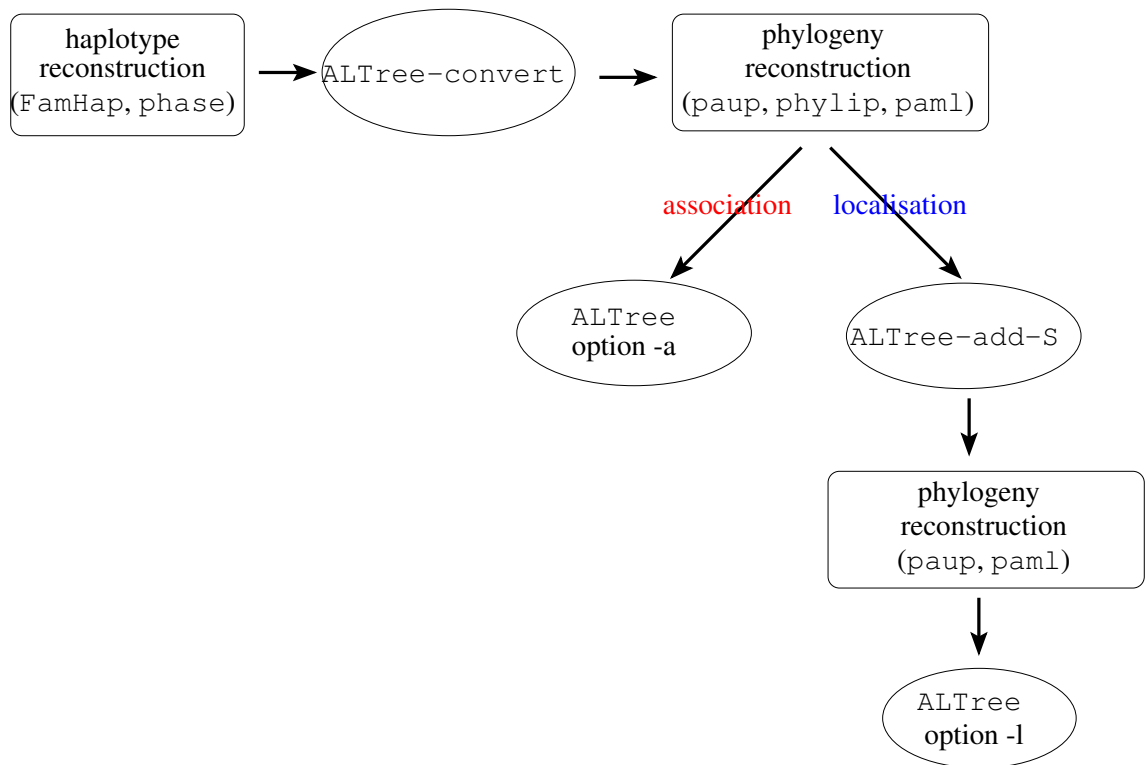 haplotype
reconstruction
(FamHap, phase)
ALTree-convert
phylogeny
reconstruction
(paup, phylip, paml)
association
localisation
ALTree
option -a
ALTree-add-S
phylogeny
reconstruction
(paup, paml)
ALTree
option -l